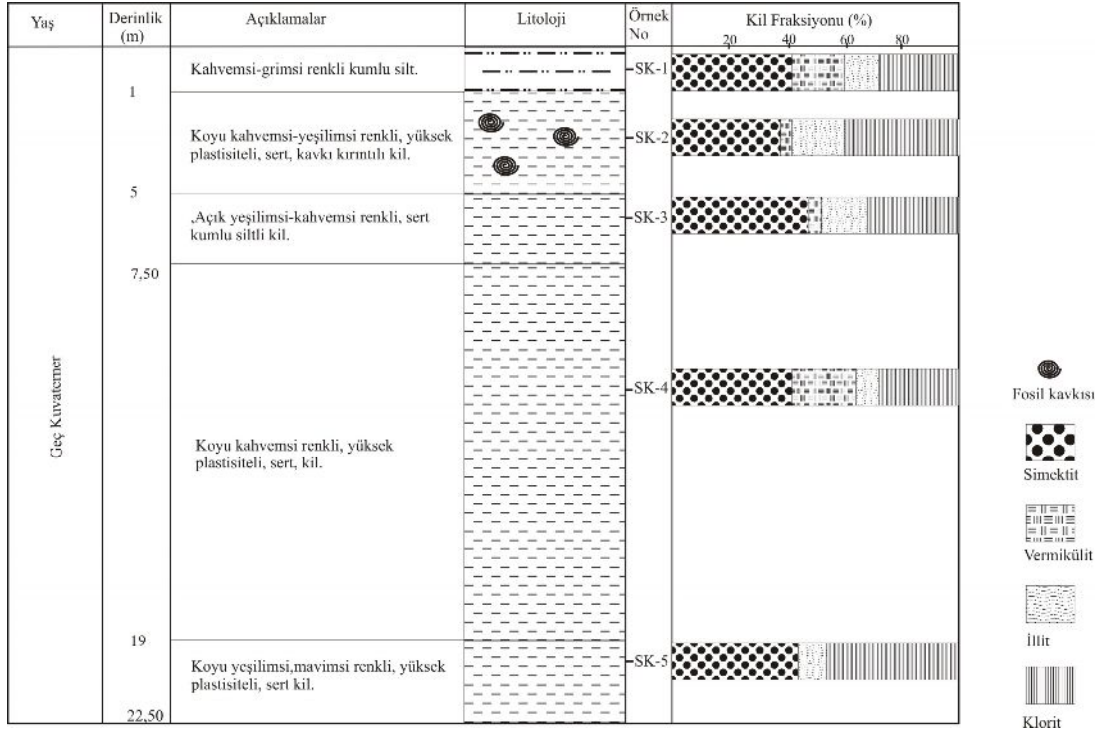 Yaş
Derinlik
(m)
Açıklamalar
Litoloji
Örnek
No
Kil Fraksiyonu (%)
20 40 60 80
Kahvemsi-grimsi renkli kumlu silt.
SK-1
1
Koyu kahvemsi-yeşilimsi renkli, yüksek
plastisiteli, sert, kavkı kırıntılı kil.
SK-2
5
,Açık yeşilimsi-kahvemsi renkli, sert
kumlu siltli kil.
SK-3
7,50
Geç Kuvaterner
SK-4
Koyu kahvemsi renkli, yüksek
plastisiteli, sert, kil.
19
Koyu yeşilimsi,mavimsi renkli, yüksek
plastisiteli, sert kil.
SK-5
22,50
Fosil kavkısı
Simektit
Vermikülit
İllit
Klorit